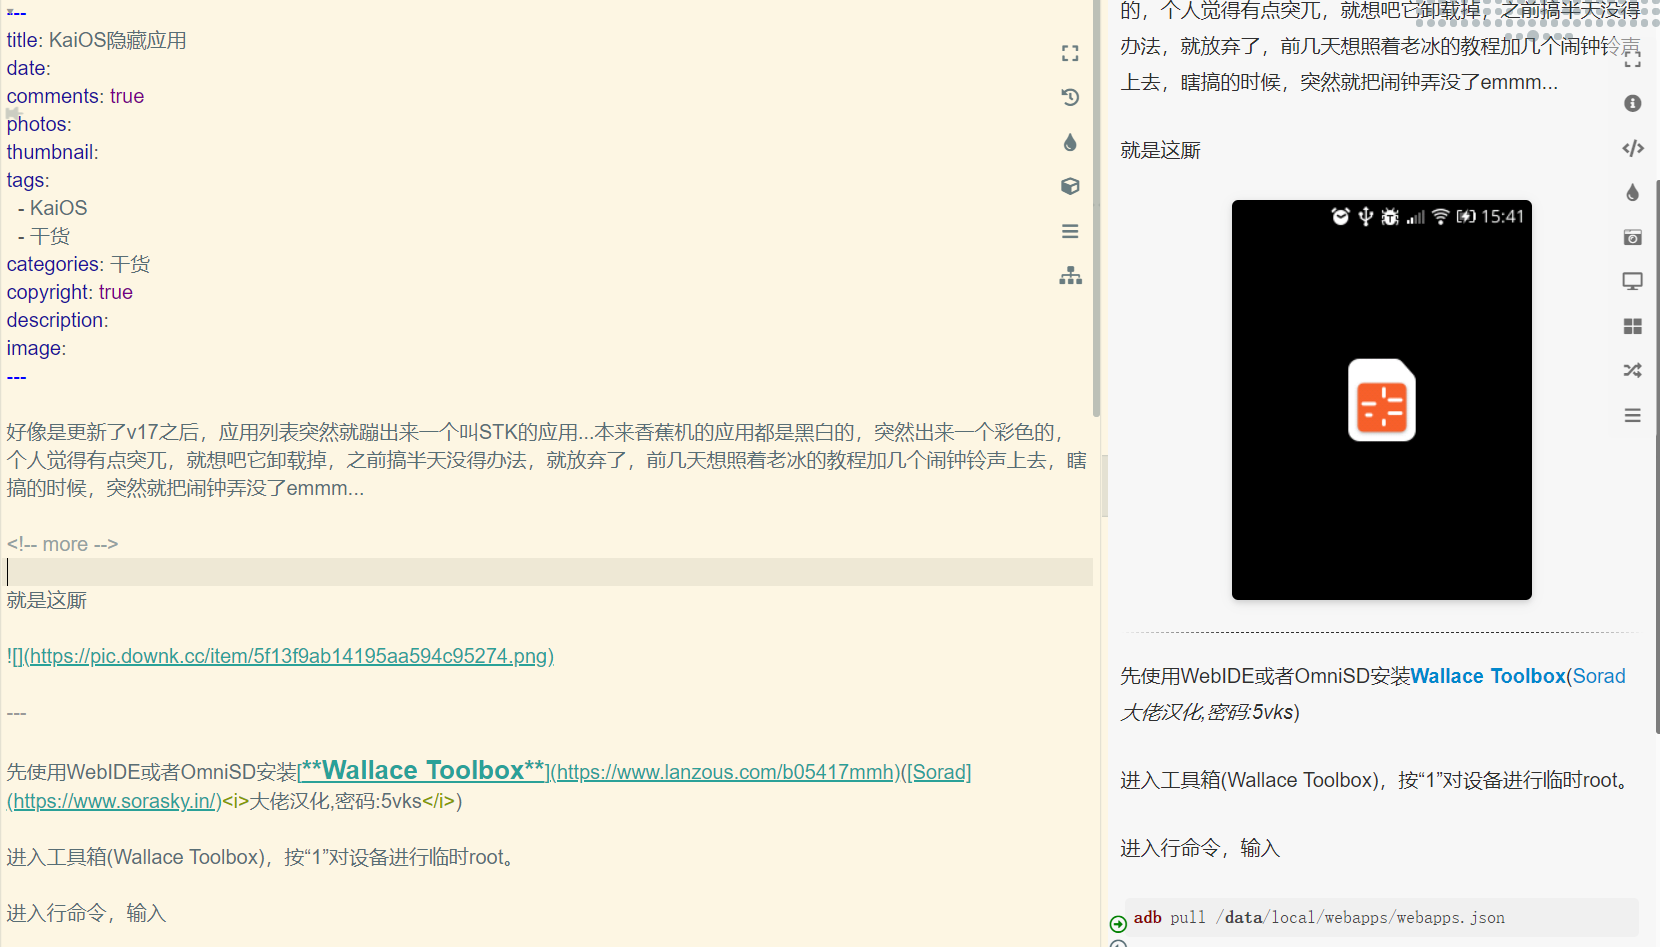 ---
title: KaiOS隐藏应用
date:
comments: true
photos:
thumbnail:
tags:
- KaiOS
- 干货
categories: 干货
copyright: true
description:
image:
---
好像是更新了v17之后，应用列表突然就蹦出来一个叫STK的应用...本来香蕉机的应用都是黑白的，突然出来一个彩色的，
个人觉得有点突兀，就想吧它卸载掉，之前搞半天没得办法，就放弃了，前几天想照着老冰的教程加几个闹钟铃声上去，瞎
搞的时候，突然就把闹钟弄没了emmm...
<!-- more -->
就是这厮
![](https://pic.downk.cc/item/5f13f9ab14195aa594c95274.png)
---
先使用WebIDE或者OmniSD安装[**Wallace Toolbox**](https://www.lanzous.com/b05417mmh)([Sorad]
(https://www.sorasky.in/)<i>大佬汉化,密码:5vks</i>)
进入工具箱(Wallace Toolbox)，按“1”对设备进行临时root。
进入行命令，输入
的，个人觉得有点突兀，就想吧它卸载掉，之前搞半天没得
办法，就放弃了，前几天想照着老冰的教程加几个闹钟铃声
上去，瞎搞的时候，突然就把闹钟弄没了emmm...
就是这厮
15:41
先使用WebIDE或者OmniSD安装Wallace Toolbox(Sorad
大佬汉化,密码:5vks)
进入工具箱(Wallace Toolbox)，按“1”对设备进行临时root。
进入行命令，输入
adb pull /data/local/webapps/webapps.json